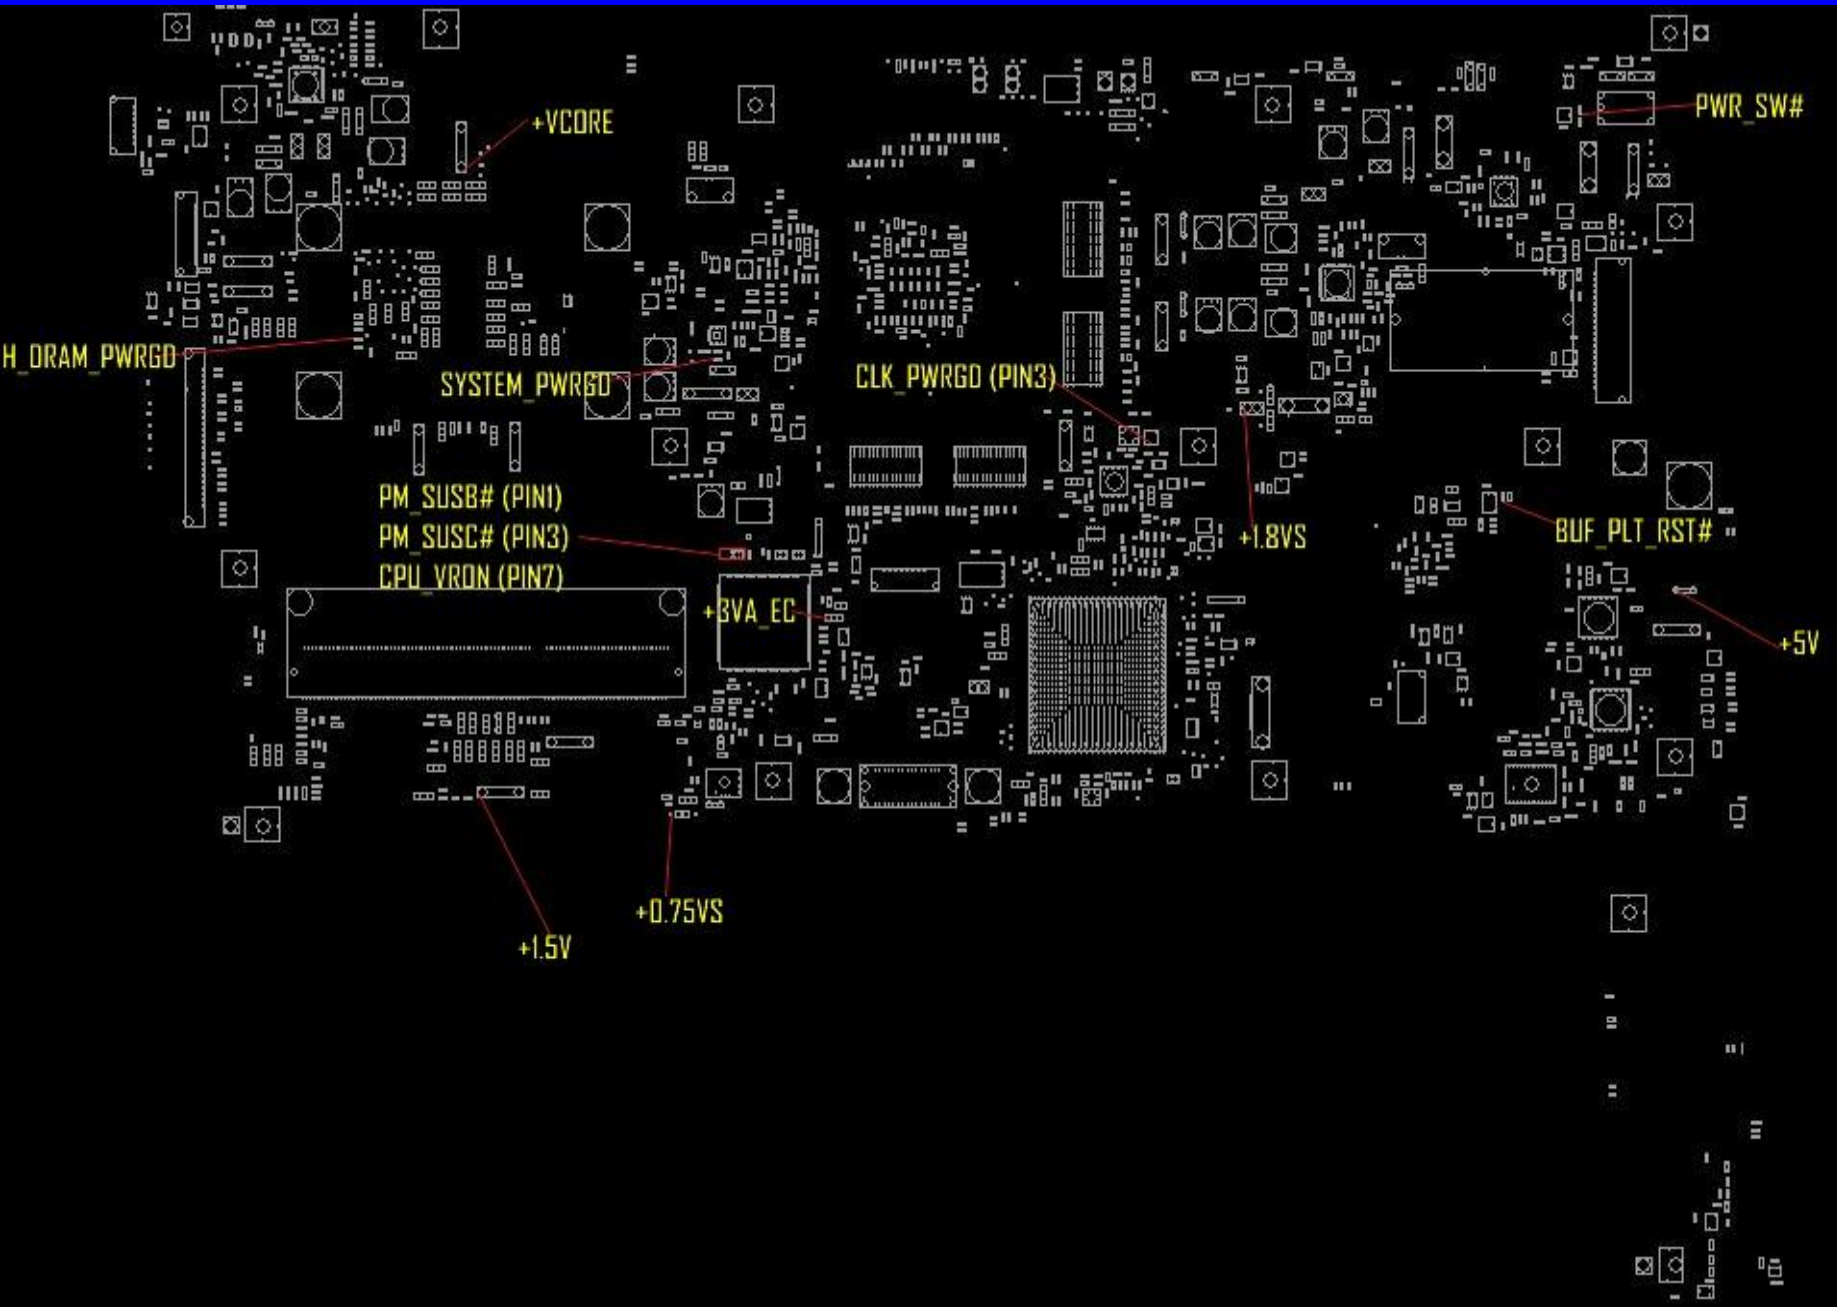 PWR_SW#
+VCORE
H_DRAM_PWRGD
SYSTEM_PWRGD
CLK_PWRGD (PIN3)
PM_SUSB# (PIN1)
PM_SUSC# (PIN3)
CPU_VRON (PIN7)
+1.8VS
BUF_PLT_RST#
+3VA_EC
+5V
+0.75VS
+1.5V